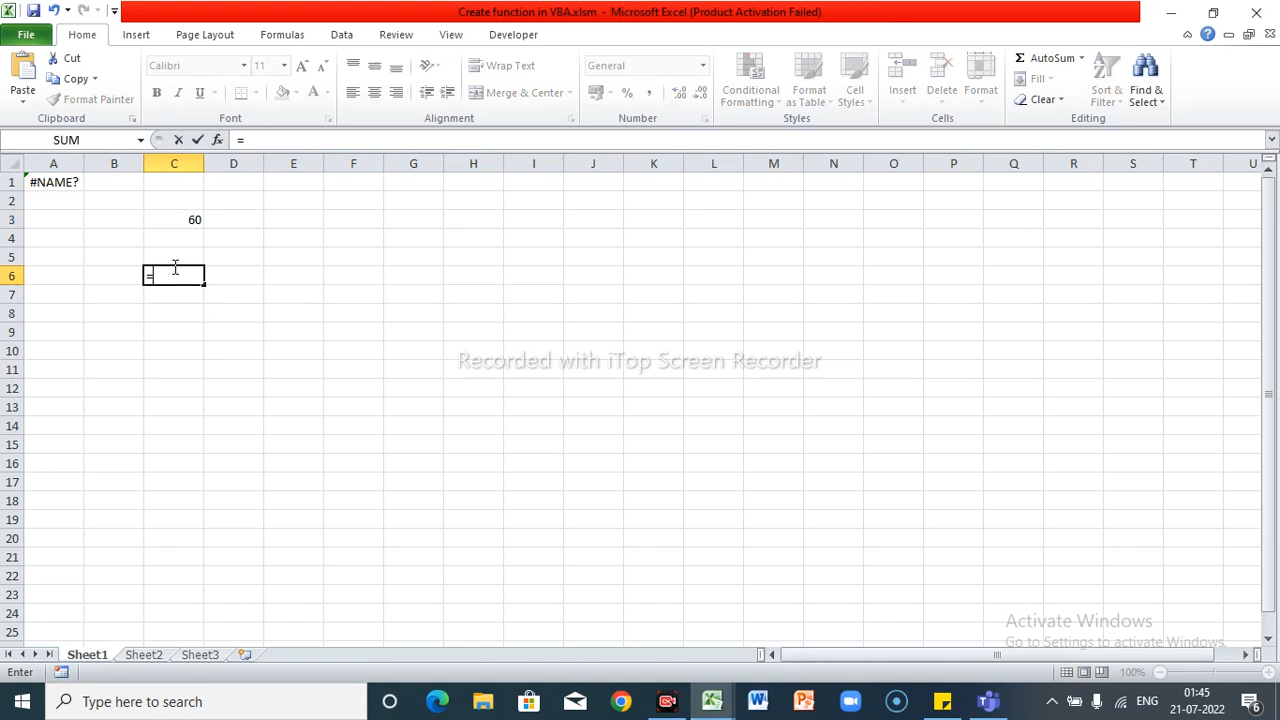 Create function in VBA.xlsm - Microsoft Excel (Product Activation Failed)
File Home Insert Page Layout Formulas Data Review View Developer
Paste
Cut
Copy
Format Painter
Clipboard
Calibri 11
B I U A
Font
Wrap Text
Merge & Center
Alignment
General
%
Number
Conditional Formatting
Format as Table
Cell Styles
Styles
Insert
Delete
Format
Cells
AutoSum
Fill
Clear
Sort & Filter
Find & Select
Editing
SUM fx =
A B C D E F G H I J K L M N O P Q R S T U
1 #NAME?
2
3 60
4
5
6 =
7
8
9
10
Recorded with iTop Screen Recorder
11
12
13
14
15
16
17
18
19
20
21
22
23
24
25
Activate Windows
Go to Settings to activate Windows.
Sheet1 Sheet2 Sheet3
Enter 100%
Type here to search
ENG
01:45
21-07-2022
6